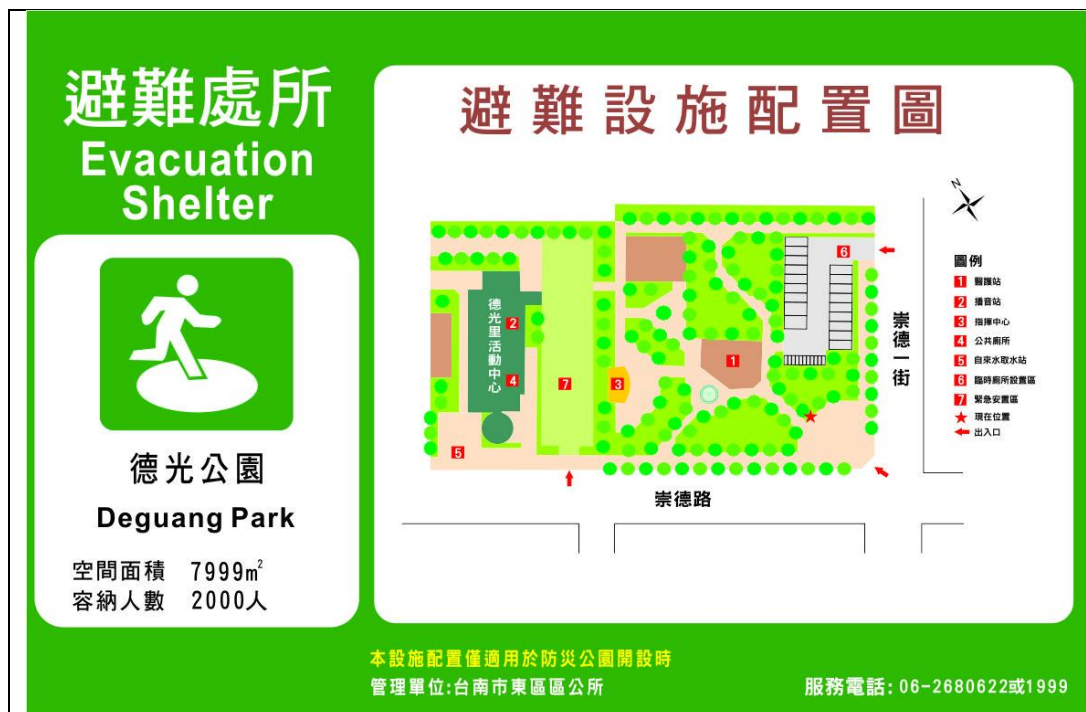 避難處所
Evacuation
Shelter
德光公園
Deguang Park
空間面積 7999㎡
容納人數 2000人
避難設施配置圖
N
德光里活動中心
2
4
5
7
3
1
6
崇德一街
崇德路
圖例
1 醫護站
2 播音站
3 指揮中心
4 公共廁所
5 自來水取水站
6 臨時廁所設置區
7 緊急安置區
★ 現在位置
← 出入口
本設施配置僅適用於防災公園開設時
管理單位:台南市東區區公所
服務電話: 06-2680622或1999